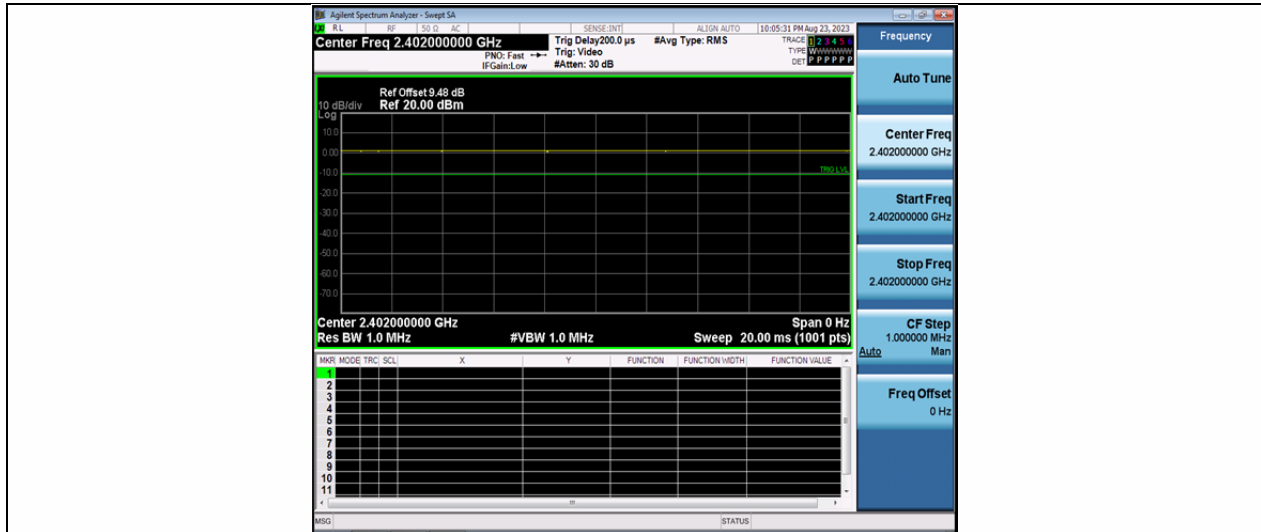 Agilent Spectrum Analyzer - Swept SA
RL RF 50 Ω AC SENSE:INT ALIGN AUTO 10:05:31 PM Aug 23, 2023
Center Freq 2.402000000 GHz
PNO: Fast
IFGain:Low
Trig Delay200.0 µs
Trig: Video
#Atten: 30 dB
#Avg Type: RMS
TRACE 1 2 3 4 5 6
TYPE WWWWWW
DET P P P P P P
Ref Offset 9.48 dB
10 dB/div Ref 20.00 dBm
Log
10.0
0.00
-10.0
TRIG LVL
-20.0
-30.0
-40.0
-50.0
-60.0
-70.0
Center 2.402000000 GHz Span 0 Hz
Res BW 1.0 MHz #VBW 1.0 MHz Sweep 20.00 ms (1001 pts)
MKR MODE TRC SCL X Y FUNCTION FUNCTION WIDTH FUNCTION VALUE
1
2
3
4
5
6
7
8
9
10
11
MSG STATUS
Frequency
Auto Tune
Center Freq
2.402000000 GHz
Start Freq
2.402000000 GHz
Stop Freq
2.402000000 GHz
CF Step
1.000000 MHz
Auto Man
Freq Offset
0 Hz